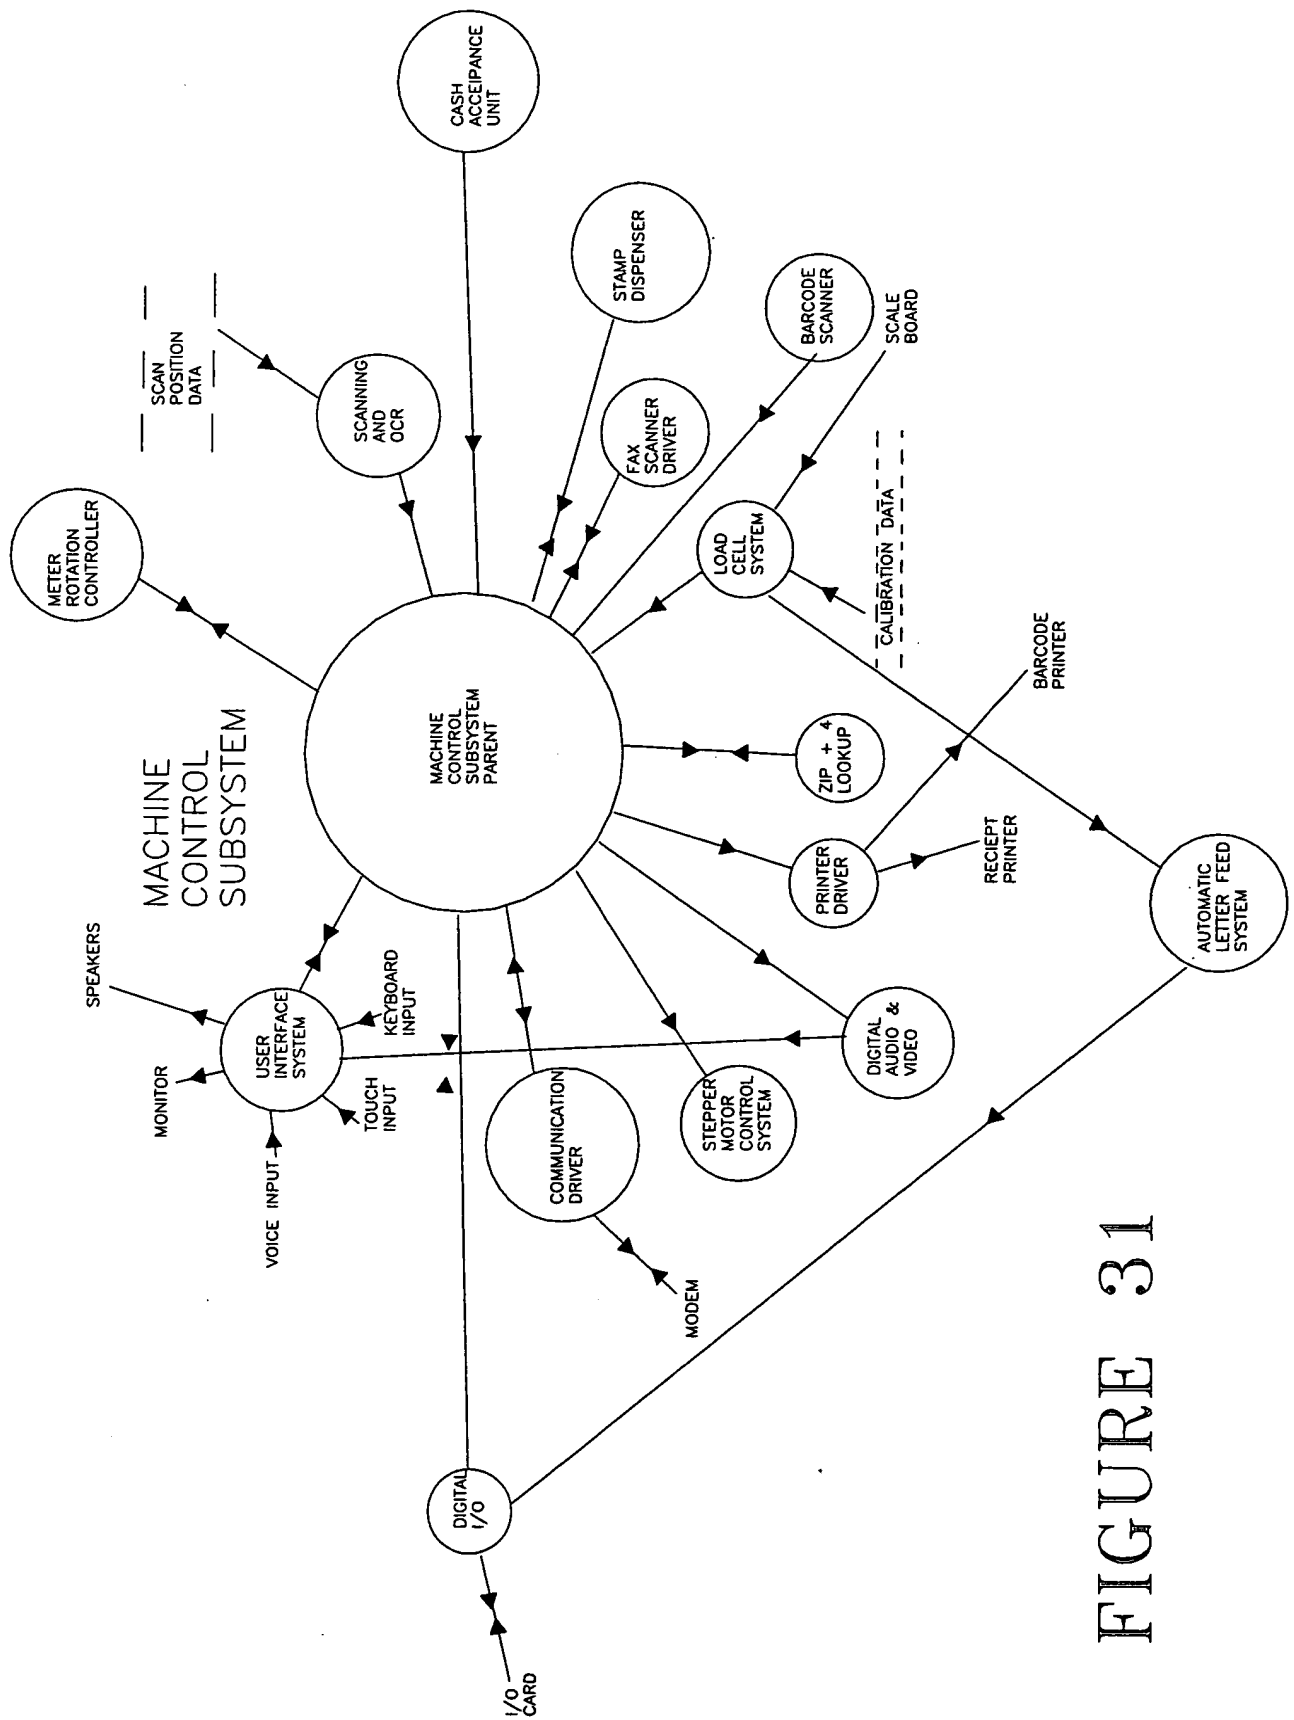 MACHINE
CONTROL
SUBSYSTEM
SPEAKERS
MONITOR
VOICE INPUT
USER
INTERFACE
SYSTEM
TOUCH
INPUT
KEYBOARD
INPUT
METER
ROTATION
CONTROLLER
SCAN
POSITION
DATA
SCANNING
AND
OCR
CASH
ACCEIPANCE
UNIT
MACHINE
CONTROL
SUBSYSTEM
PARENT
STAMP
DISPENSER
FAX
SCANNER
DRIVER
BARCODE
SCANNER
SCALE
BOARD
LOAD
CELL
SYSTEM
CALIBRATION DATA
ZIP + 4
LOOKUP
PRINTER
DRIVER
BARCODE
PRINTER
RECIEPT
PRINTER
DIGITAL
AUDIO &
VIDEO
STEPPER
MOTOR
CONTROL
SYSTEM
COMMUNICATION
DRIVER
MODEM
DIGITAL
I/O
I/O
CARD
AUTOMATIC
LETTER FEED
SYSTEM
FIGURE 31